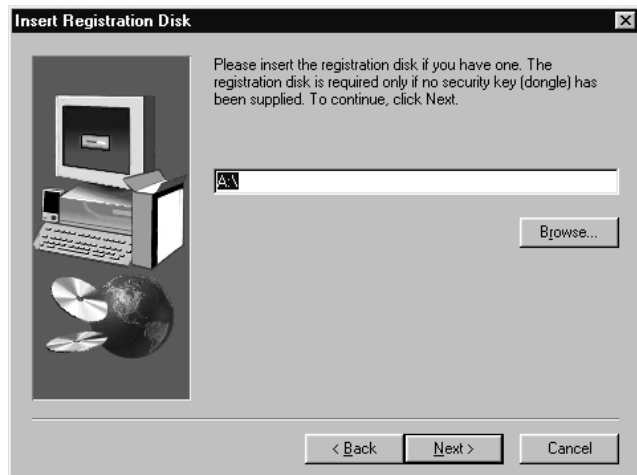 Insert Registration Disk
Please insert the registration disk if you have one. The
registration disk is required only if no security key (dongle) has
been supplied. To continue, click Next.
A:\
Browse...
< Back
Next >
Cancel